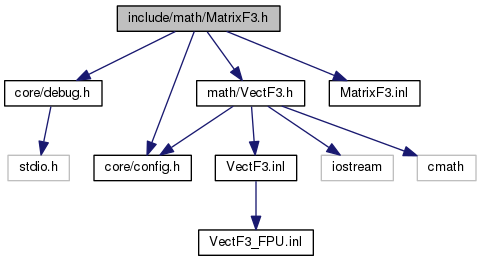 include/math/MatrixF3.h
core/debug.h
math/VectF3.h
MatrixF3.inl
stdio.h
core/config.h
VectF3.inl
iostream
cmath
VectF3_FPU.inl